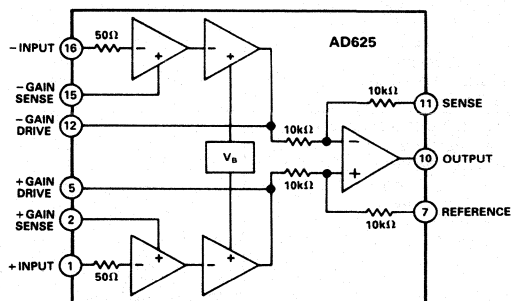 AD625
– INPUT
16
50Ω
–
+
–
+
– GAIN
SENSE
15
– GAIN
DRIVE
12
10kΩ
11
SENSE
10kΩ
–
+
10
OUTPUT
VB
+ GAIN
DRIVE
5
10kΩ
+ GAIN
SENSE
2
10kΩ
7
REFERENCE
+ INPUT
1
50Ω
–
+
–
+